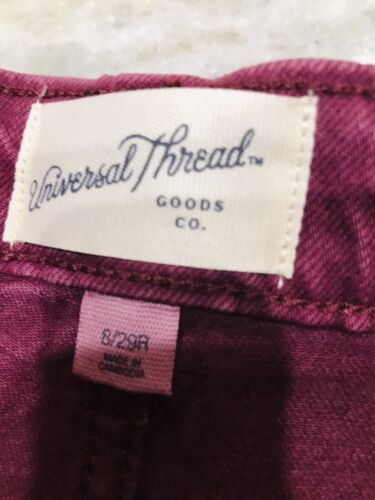 Universal Thread™
GOODS
CO.
8/29R
MADE IN
CAMBODIA